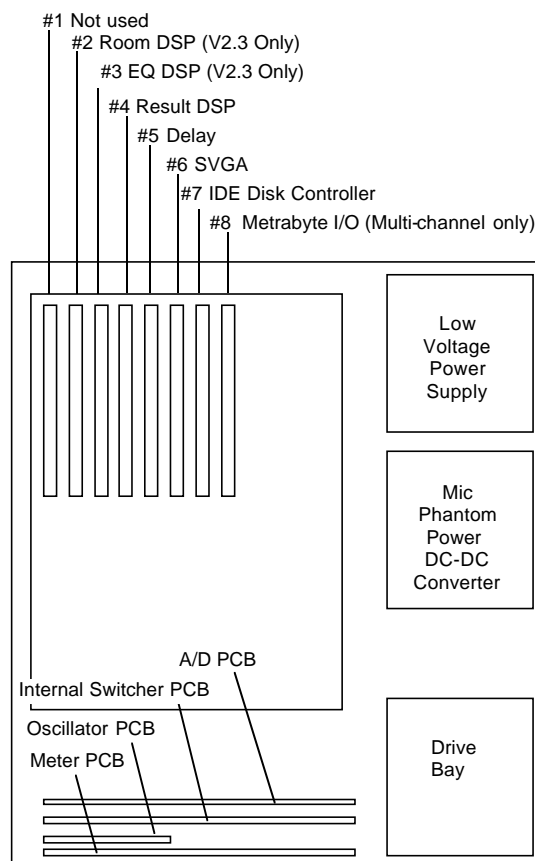 #1 Not used
#2 Room DSP (V2.3 Only)
#3 EQ DSP (V2.3 Only)
#4 Result DSP
#5 Delay
#6 SVGA
#7 IDE Disk Controller
#8 Metrabyte I/O (Multi-channel only)
Low
Voltage
Power
Supply
Mic
Phantom
Power
DC-DC
Converter
A/D PCB
Internal Switcher PCB
Oscillator PCB
Meter PCB
Drive
Bay